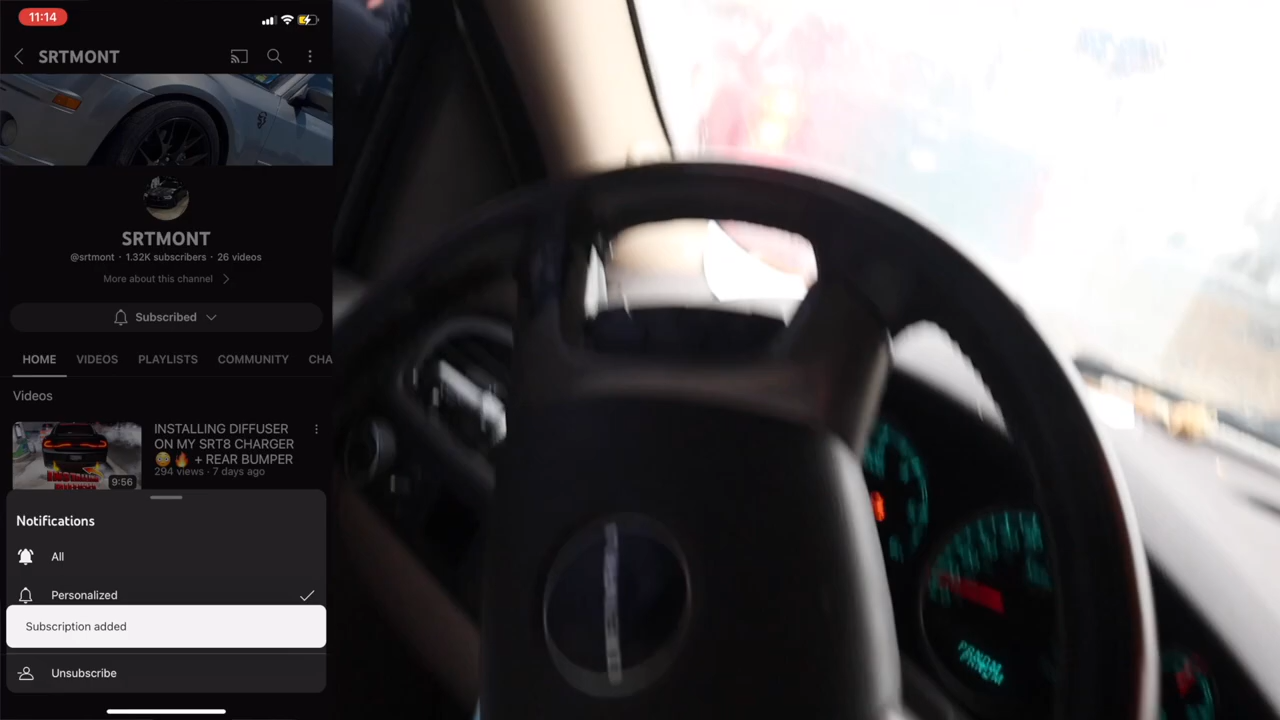 11:14
SRTMONT
SRTMONT
@srtmont · 1.32K subscribers · 26 videos
More about this channel
Subscribed
HOME VIDEOS PLAYLISTS COMMUNITY CHA
Videos
INSTALLING DIFFUSER
ON MY SRT8 CHARGER
😳🔥 + REAR BUMPER
294 views · 7 days ago
9:56
Notifications
All
Personalized
Subscription added
Unsubscribe